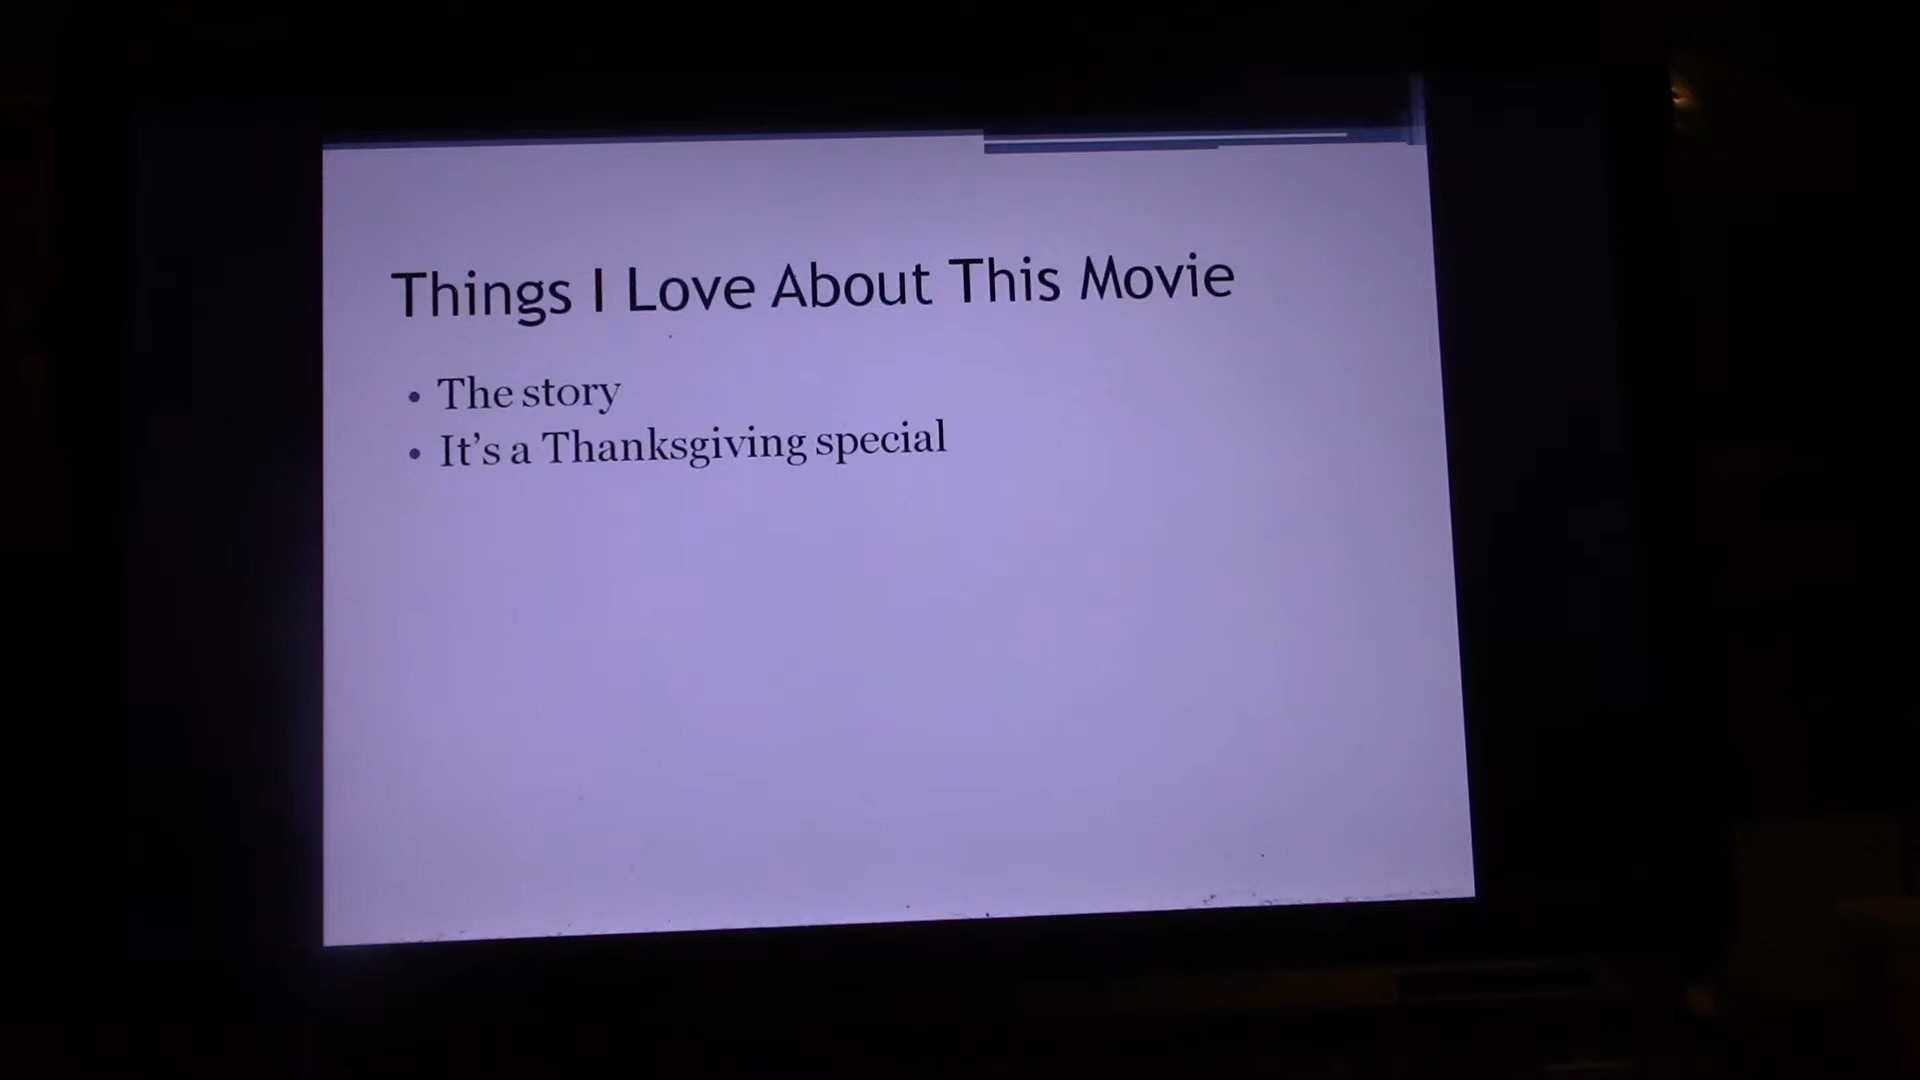 Things I Love About This Movie
• The story
• It's a Thanksgiving special